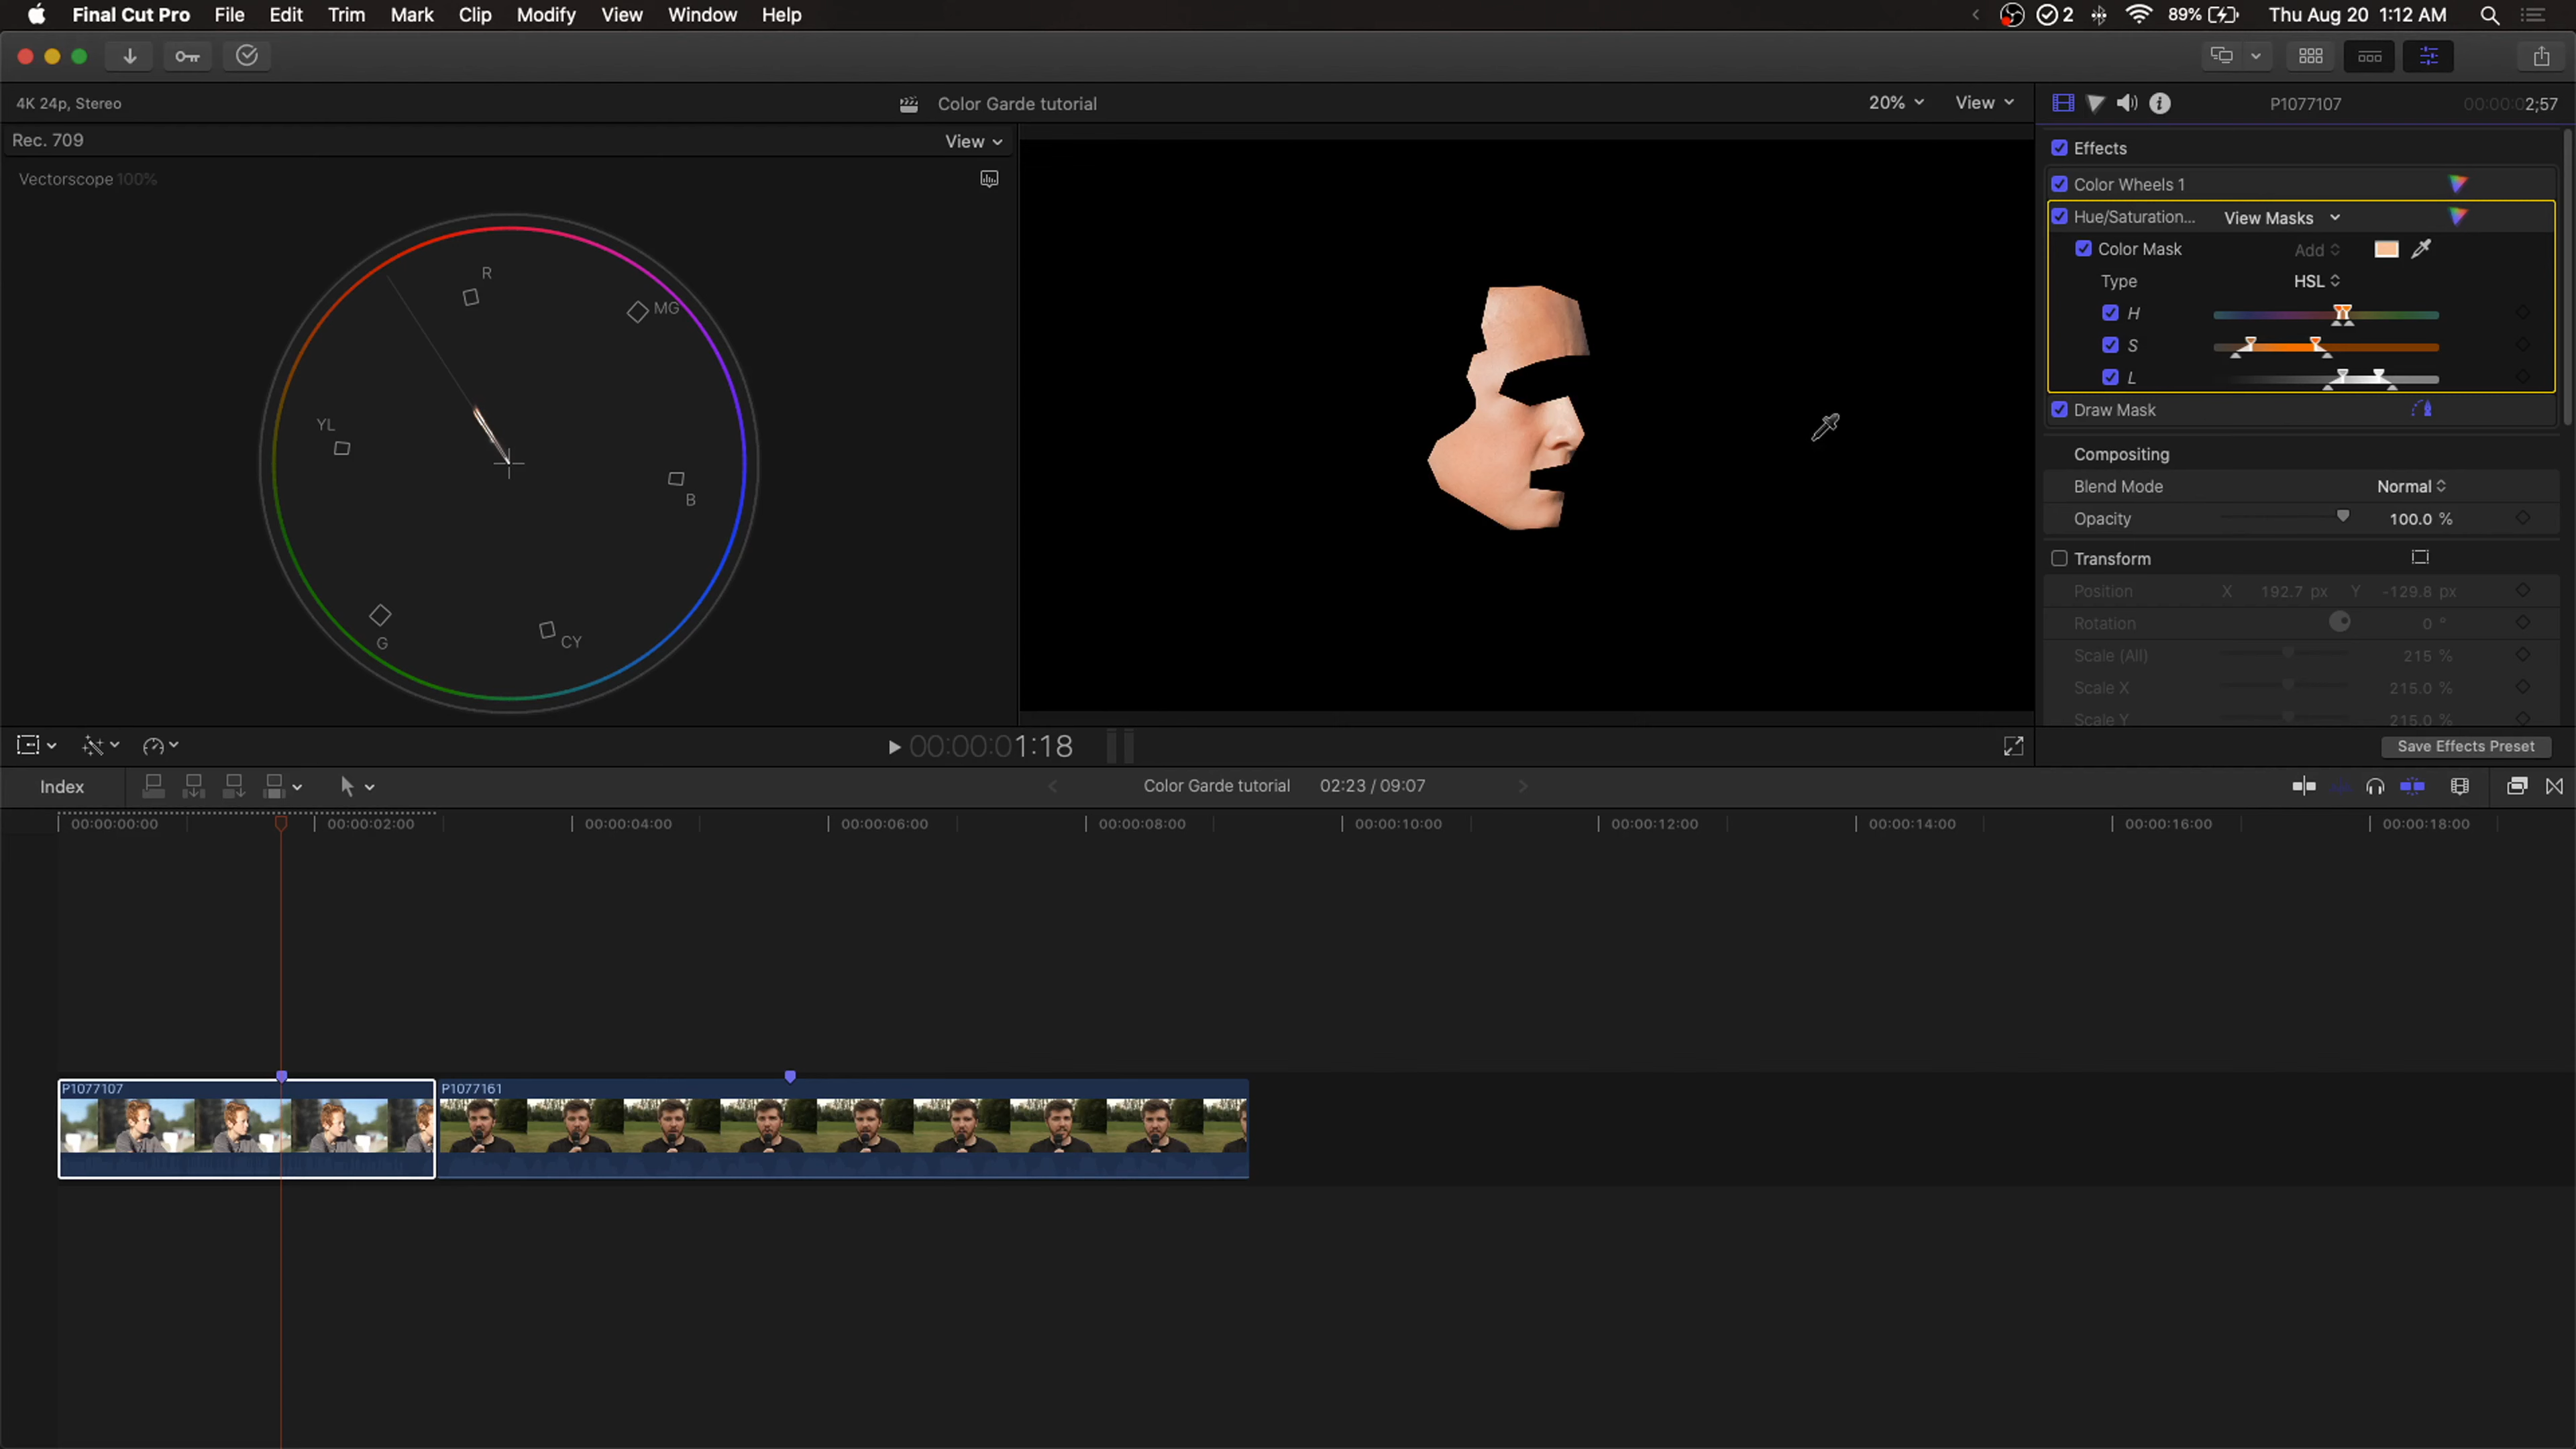 Final Cut Pro File Edit Trim Mark Clip Modify View Window Help 2 89% Thu Aug 20 1:12 AM
4K 24p, Stereo Color Garde tutorial 20% View P1077107 00:00:02;57
Rec. 709 View
Vectorscope 100%
R
MG
YL
B
G
CY
Effects
Color Wheels 1
Hue/Saturation... View Masks
Color Mask Add
Type HSL
H
S
L
Draw Mask
Compositing
Blend Mode Normal
Opacity 100.0 %
Transform
Position X 192.7 px Y -129.8 px
Rotation 0 °
Scale (All) 215 %
Scale X 215.0 %
Scale Y 215.0 %
00:00:01:18 Save Effects Preset
Index Color Garde tutorial 02:23 / 09:07
00:00:00:00 00:00:02:00 00:00:04:00 00:00:06:00 00:00:08:00 00:00:10:00 00:00:12:00 00:00:14:00 00:00:16:00 00:00:18:00
P1077107 P1077161